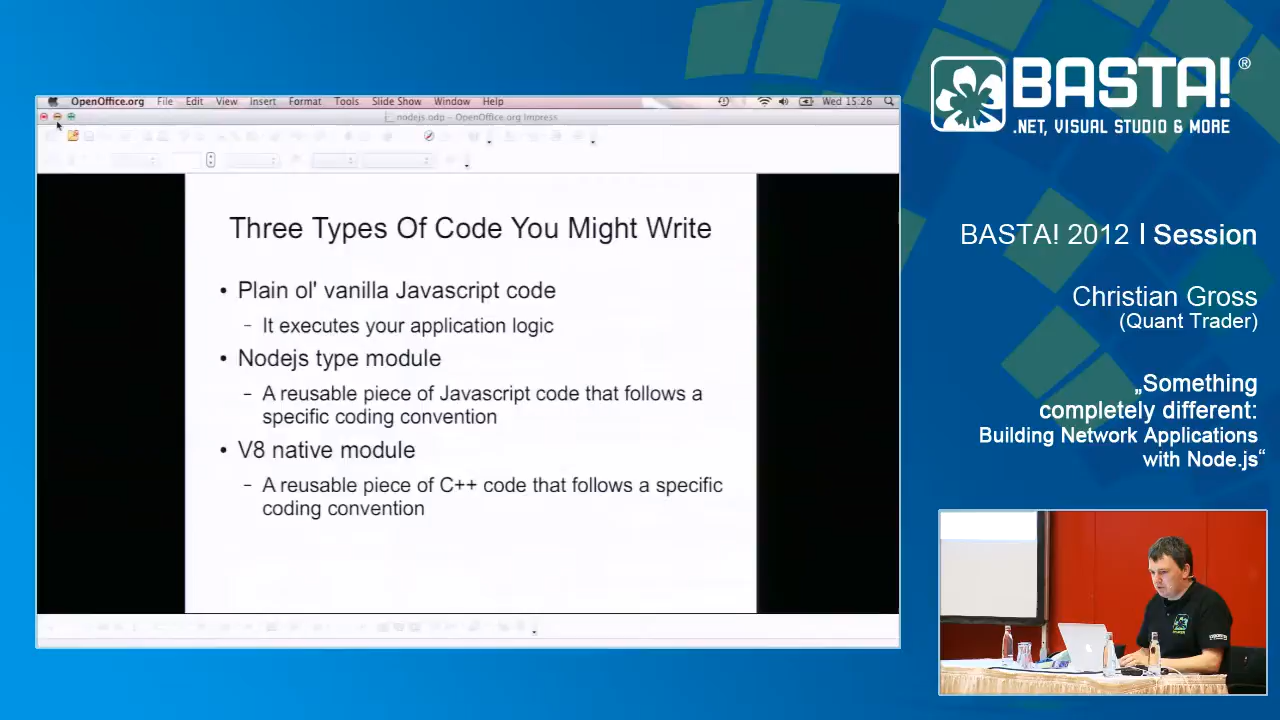 OpenOffice.org File Edit View Insert Format Tools Slide Show Window Help Wed 15:26
nodejs.odp - OpenOffice.org Impress
Three Types Of Code You Might Write
• Plain ol' vanilla Javascript code
– It executes your application logic
• Nodejs type module
– A reusable piece of Javascript code that follows a
specific coding convention
• V8 native module
– A reusable piece of C++ code that follows a specific
coding convention
BASTA!®
.NET, VISUAL STUDIO & MORE
BASTA! 2012 I Session
Christian Gross
(Quant Trader)
„Something
completely different:
Building Network Applications
with Node.js“